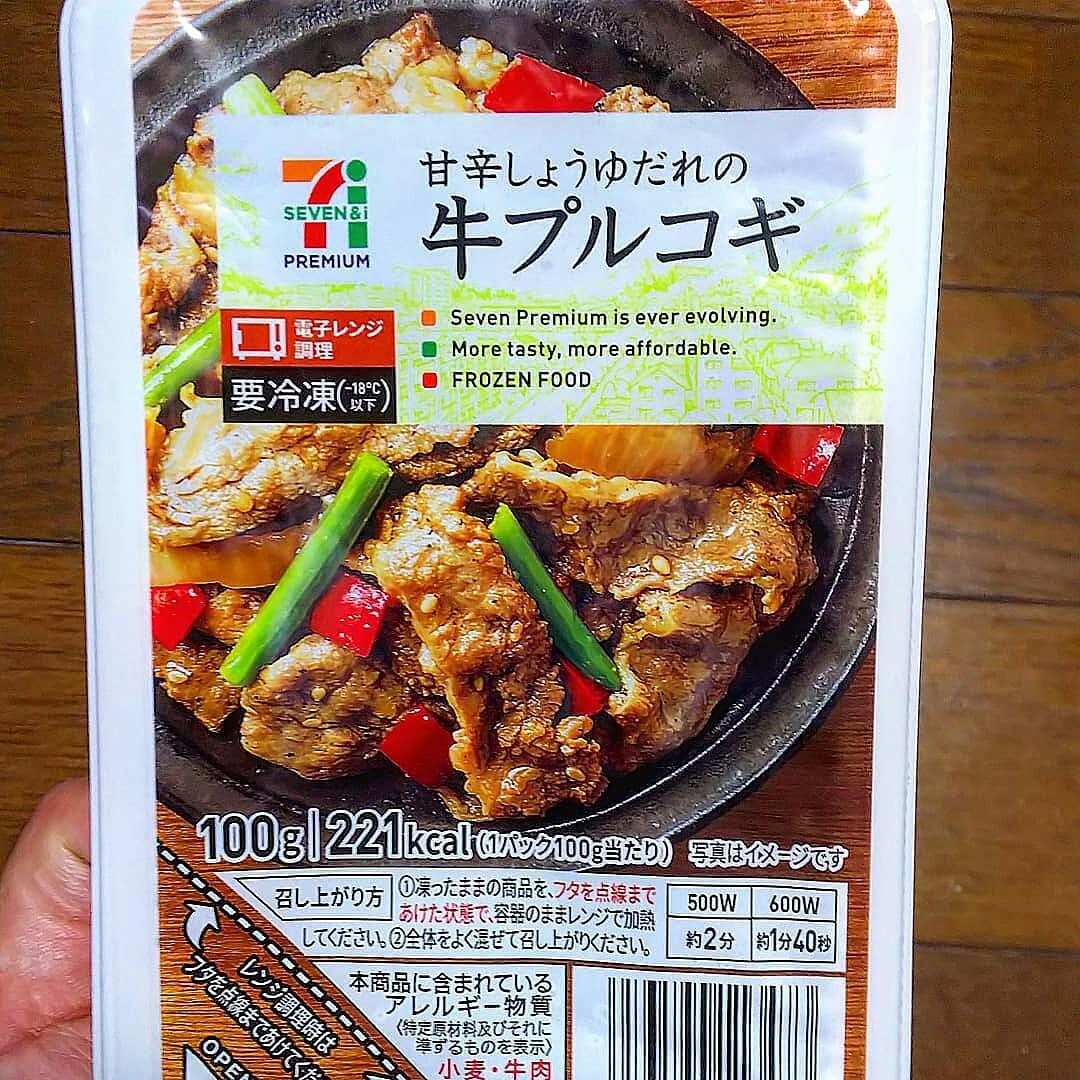 SEVEN&i
PREMIUM
甘辛しょうゆだれの
牛プルコギ
Seven Premium is ever evolving.
More tasty, more affordable.
FROZEN FOOD
電子レンジ
調理
要冷凍(-18℃以下)
100g|221kcal(1パック100g当たり) 写真はイメージです
召し上がり方
①凍ったままの商品を、フタを点線まで
あけた状態で、容器のままレンジで加熱
してください。②全体をよく混ぜて召し上がりください。
500W 600W
約2分 約1分40秒
レンジ調理時は
フタを点線まであけてくだ
OPEN
本商品に含まれている
アレルギー物質
〈特定原材料及びそれに
準ずるものを表示〉
小麦・牛肉